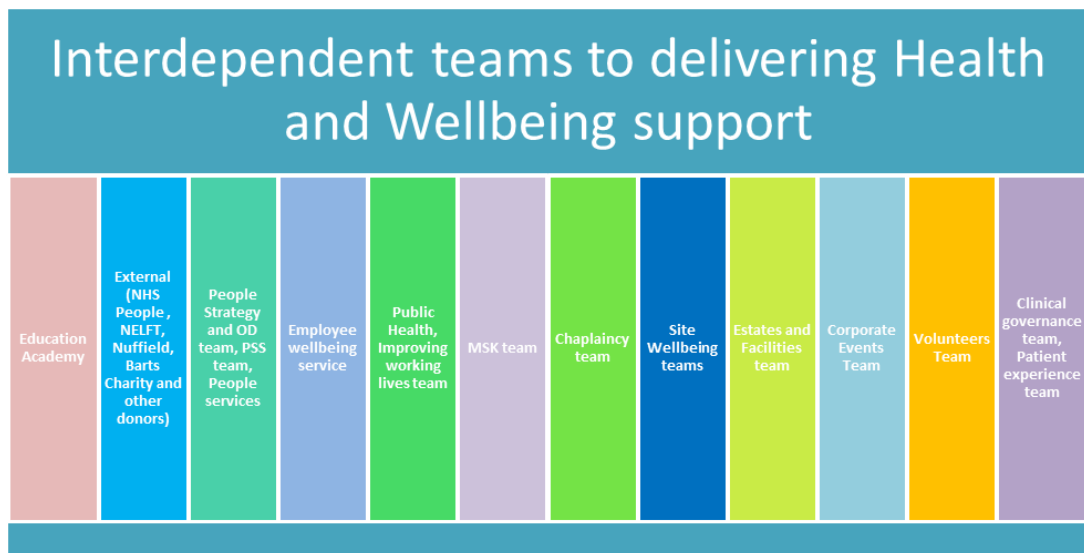 Interdependent teams to delivering Health
and Wellbeing support
Education
Academy
External
(NHS
People ,
NELFT,
Nuffield,
Barts
Charity and
other
donors)
People
Strategy
and OD
team, PSS
team,
People
services
Employee
wellbeing
service
Public
Health,
Improving
working
lives team
MSK team
Chaplaincy
team
Site
Wellbeing
teams
Estates and
Facilities
team
Corporate
Events
Team
Volunteers
Team
Clinical
governance
team,
Patient
experience
team